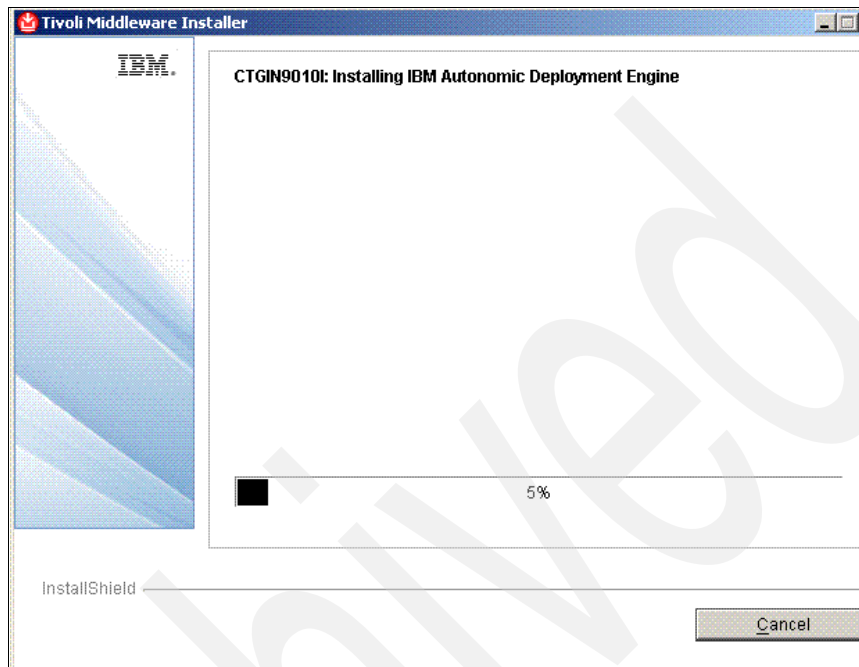 Tivoli Middleware Installer
IBM.
CTGIN9010I: Installing IBM Autonomic Deployment Engine
5%
InstallShield
Cancel